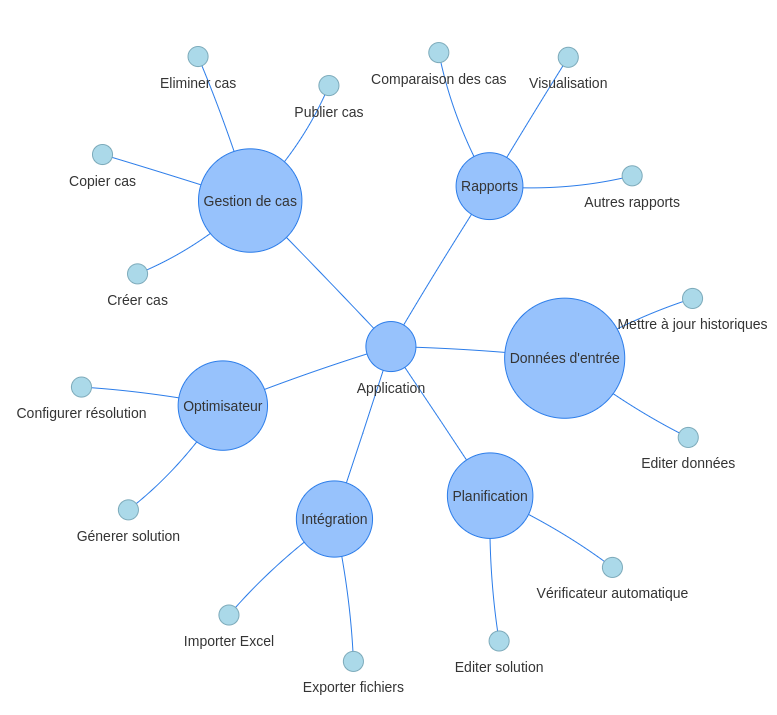 Eliminer cas
Comparaison des cas
Visualisation
Publier cas
Copier cas
Rapports
Gestion de cas
Autres rapports
Créer cas
Mettre à jour historiques
Données d'entrée
Application
Optimisateur
Configurer résolution
Editer données
Planification
Intégration
Génerer solution
Vérificateur automatique
Importer Excel
Editer solution
Exporter fichiers